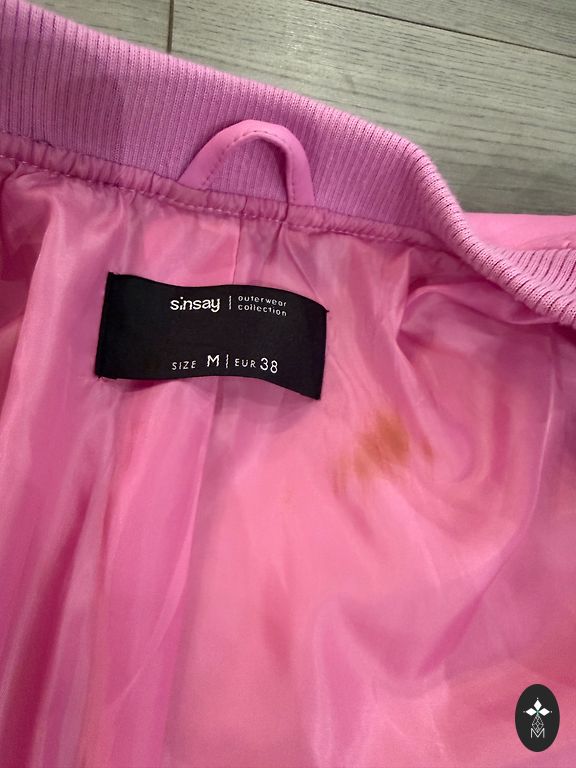 sinsay | outerwear
collection
SIZE M | EUR 38
M